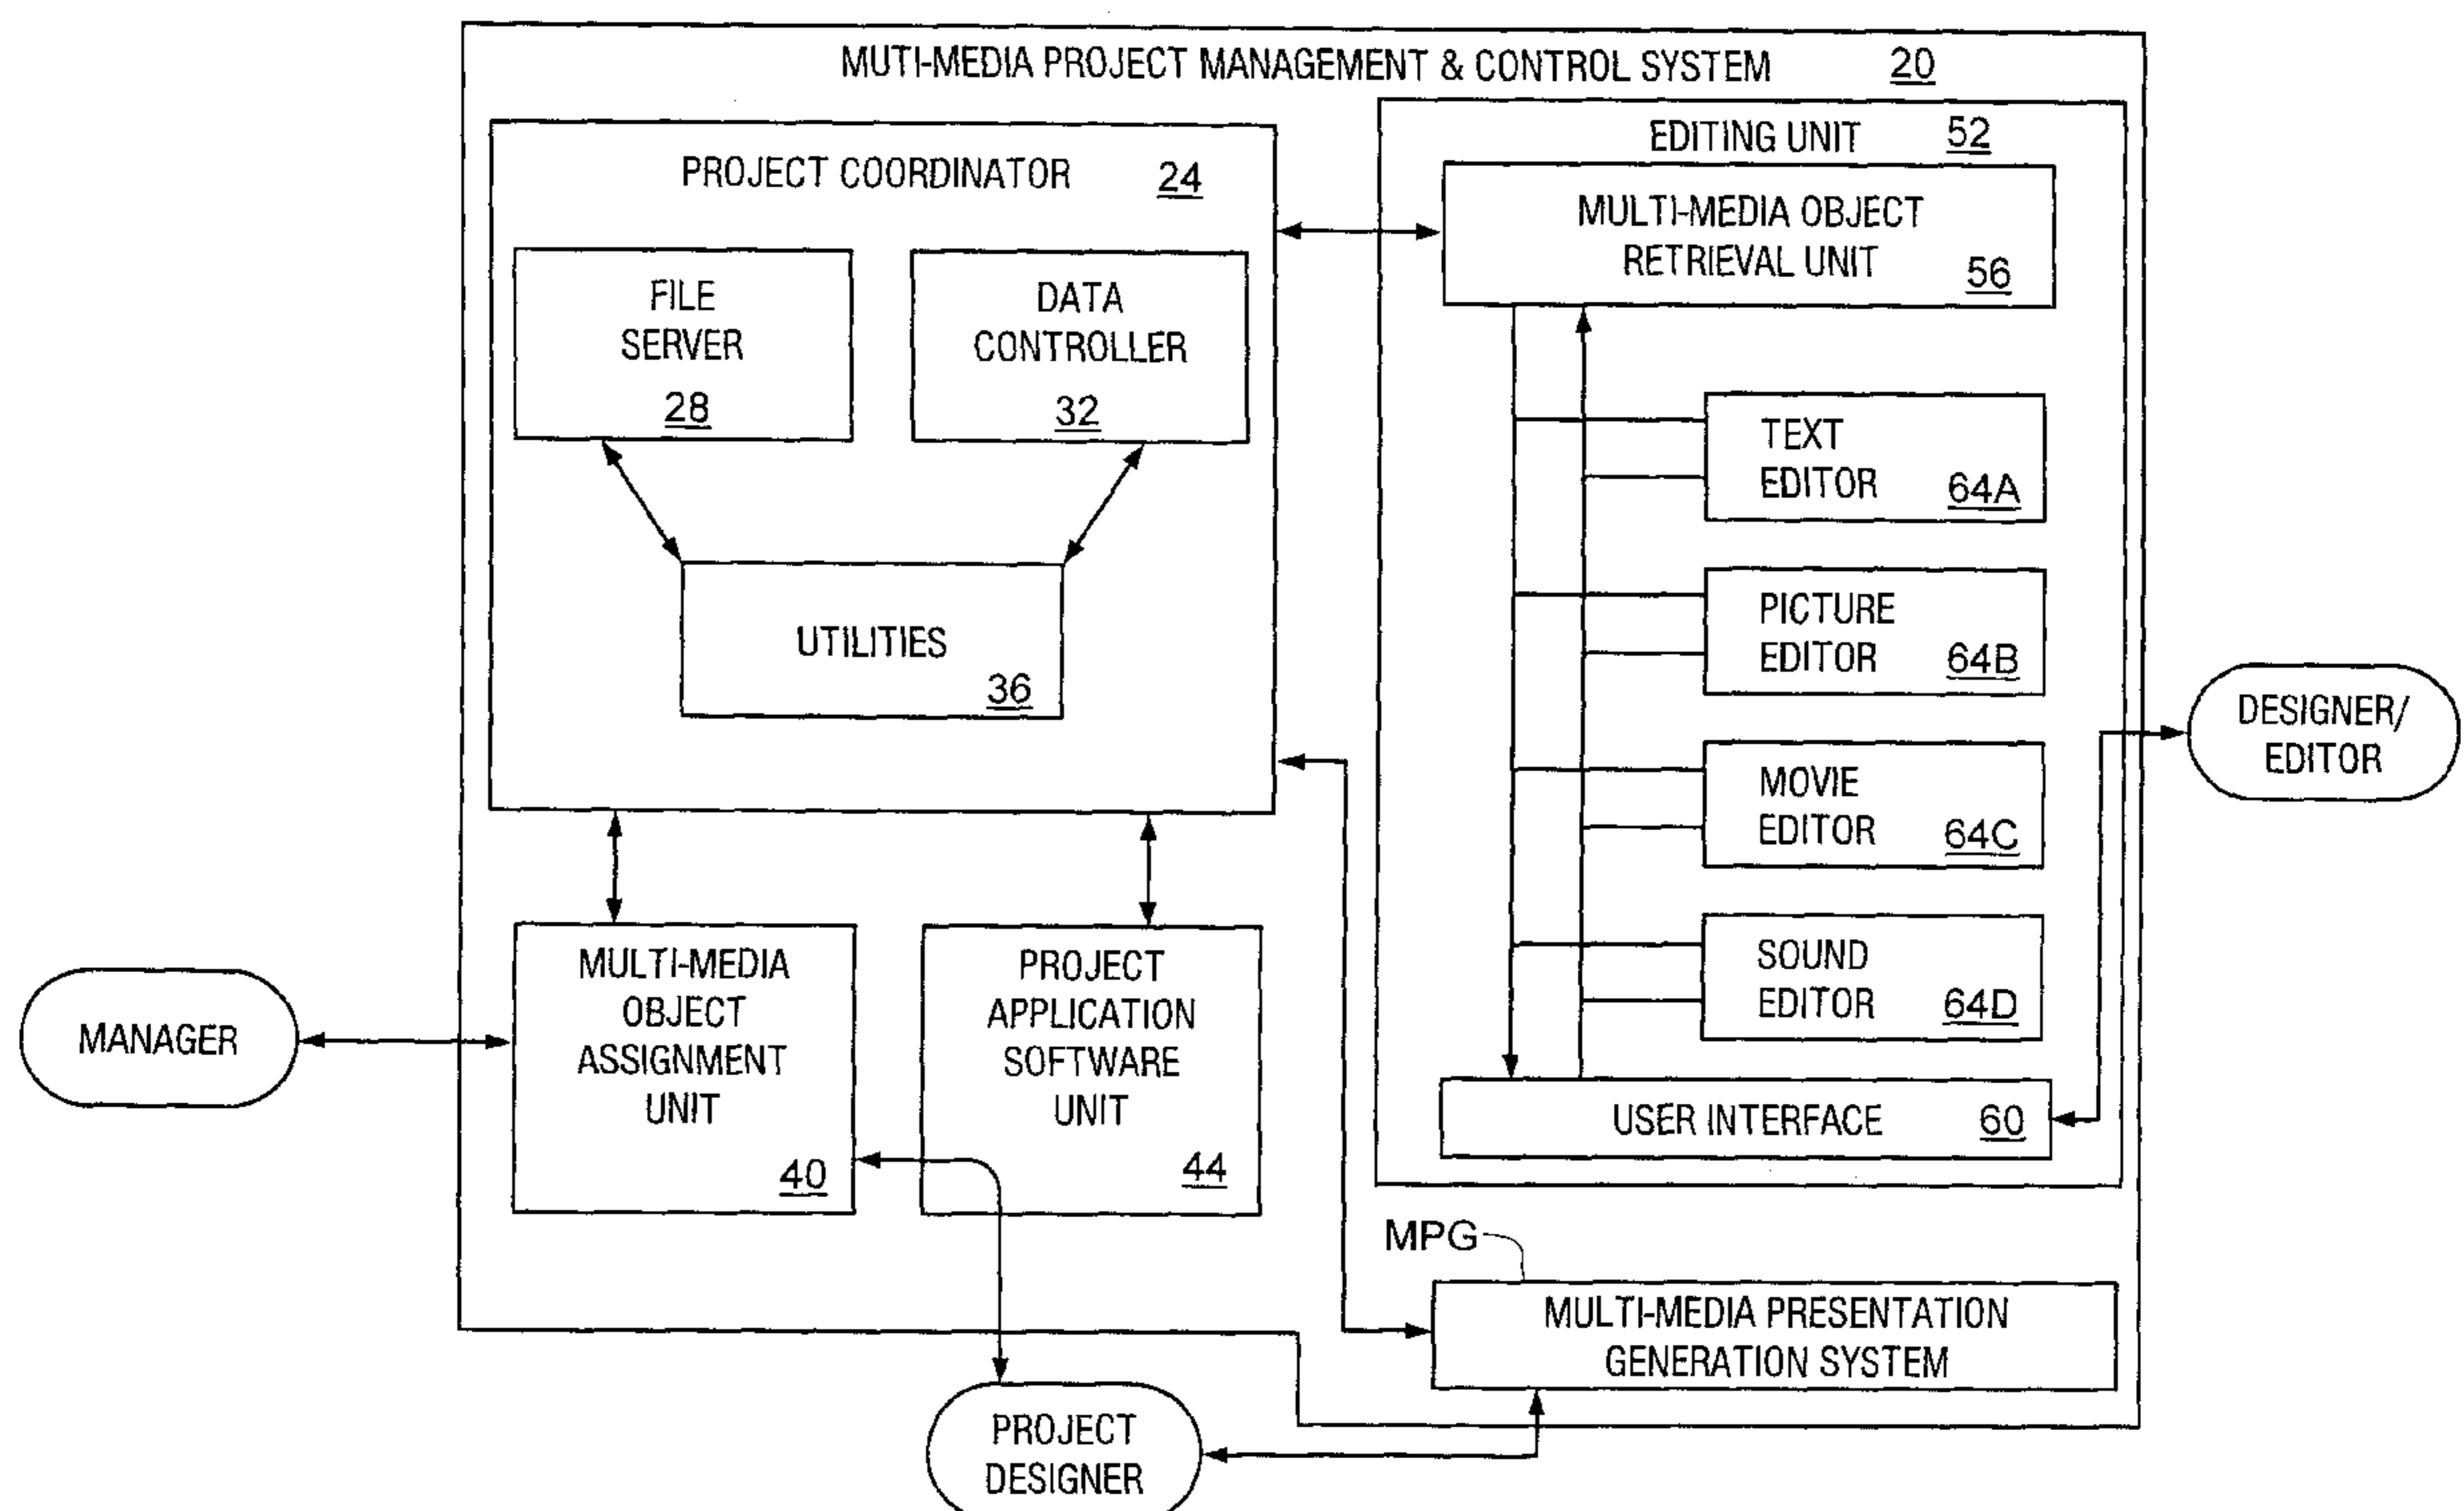 MUTI-MEDIA PROJECT MANAGEMENT & CONTROL SYSTEM 20
PROJECT COORDINATOR 24
FILE
SERVER
28
DATA
CONTROLLER
32
UTILITIES
36
EDITING UNIT 52
MULTI-MEDIA OBJECT
RETRIEVAL UNIT
56
TEXT
EDITOR 64A
PICTURE
EDITOR 64B
MOVIE
EDITOR 64C
SOUND
EDITOR 64D
USER INTERFACE 60
DESIGNER/
EDITOR
MANAGER
MULTI-MEDIA
OBJECT
ASSIGNMENT
UNIT
40
PROJECT
APPLICATION
SOFTWARE
UNIT
44
MPG
MULTI-MEDIA PRESENTATION
GENERATION SYSTEM
PROJECT
DESIGNER